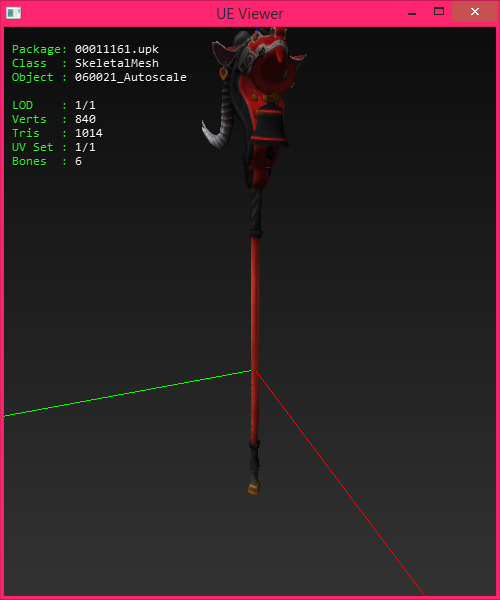 UE Viewer
Package: 00011161.upk
Class : SkeletalMesh
Object : 060021_Autoscale
LOD : 1/1
Verts : 840
Tris : 1014
UV Set : 1/1
Bones : 6